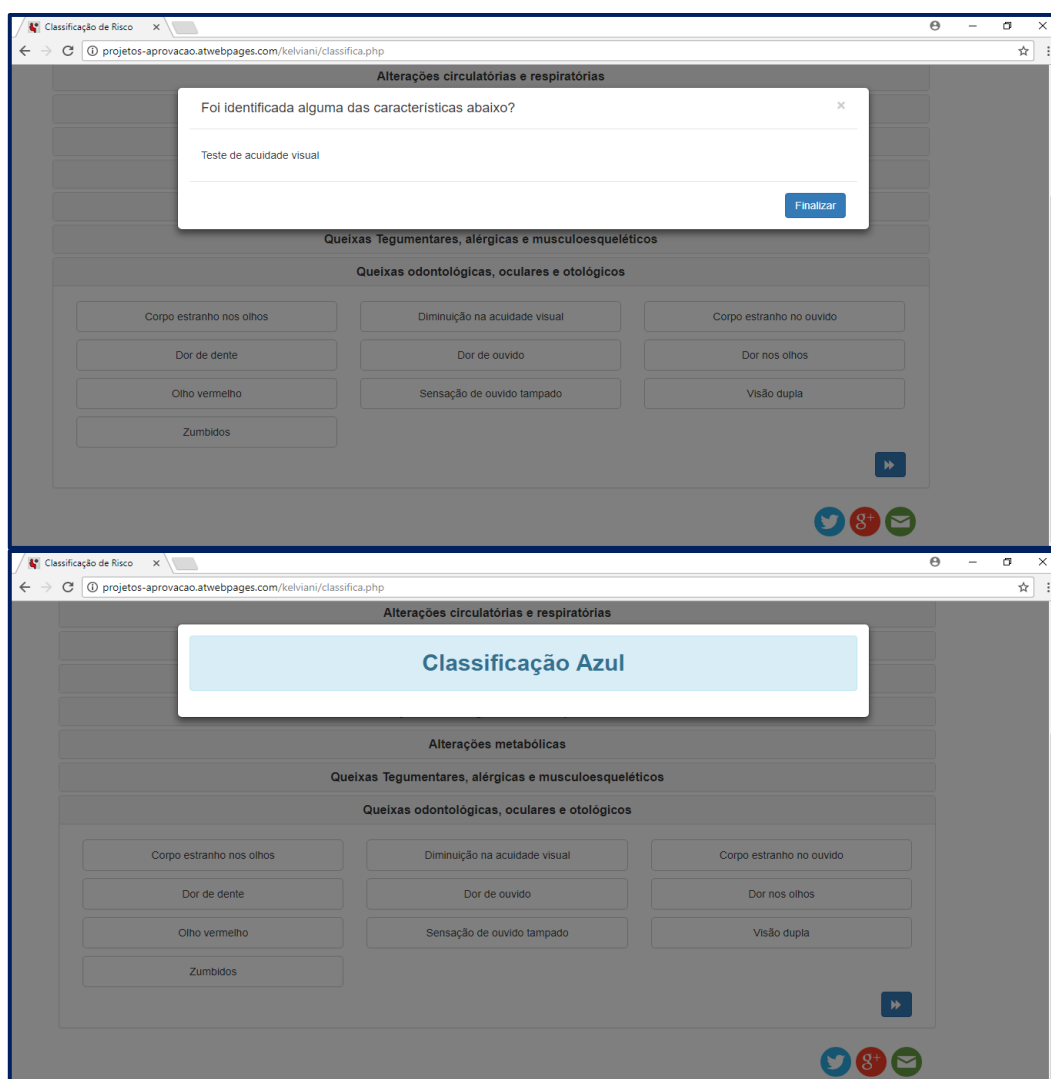 Classificação de Risco
projetos-aprovacao.atwebpages.com/kelviani/classifica.php
Alterações circulatórias e respiratórias
Foi identificada alguma das características abaixo?
Teste de acuidade visual
Finalizar
Queixas Tegumentares, alérgicas e musculoesqueléticos
Queixas odontológicas, oculares e otológicos
Corpo estranho nos olhos
Diminuição na acuidade visual
Corpo estranho no ouvido
Dor de dente
Dor de ouvido
Dor nos olhos
Olho vermelho
Sensação de ouvido tampado
Visão dupla
Zumbidos
8+
Classificação de Risco
projetos-aprovacao.atwebpages.com/kelviani/classifica.php
Alterações circulatórias e respiratórias
Classificação Azul
Alterações metabólicas
Queixas Tegumentares, alérgicas e musculoesqueléticos
Queixas odontológicas, oculares e otológicos
Corpo estranho nos olhos
Diminuição na acuidade visual
Corpo estranho no ouvido
Dor de dente
Dor de ouvido
Dor nos olhos
Olho vermelho
Sensação de ouvido tampado
Visão dupla
Zumbidos
8+